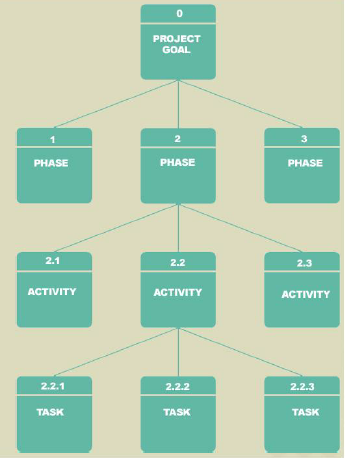 0
PROJECT
GOAL
1
PHASE
2
PHASE
3
PHASE
2.1
ACTIVITY
2.2
ACTIVITY
2.3
ACTIVITY
2.2.1
TASK
2.2.2
TASK
2.2.3
TASK